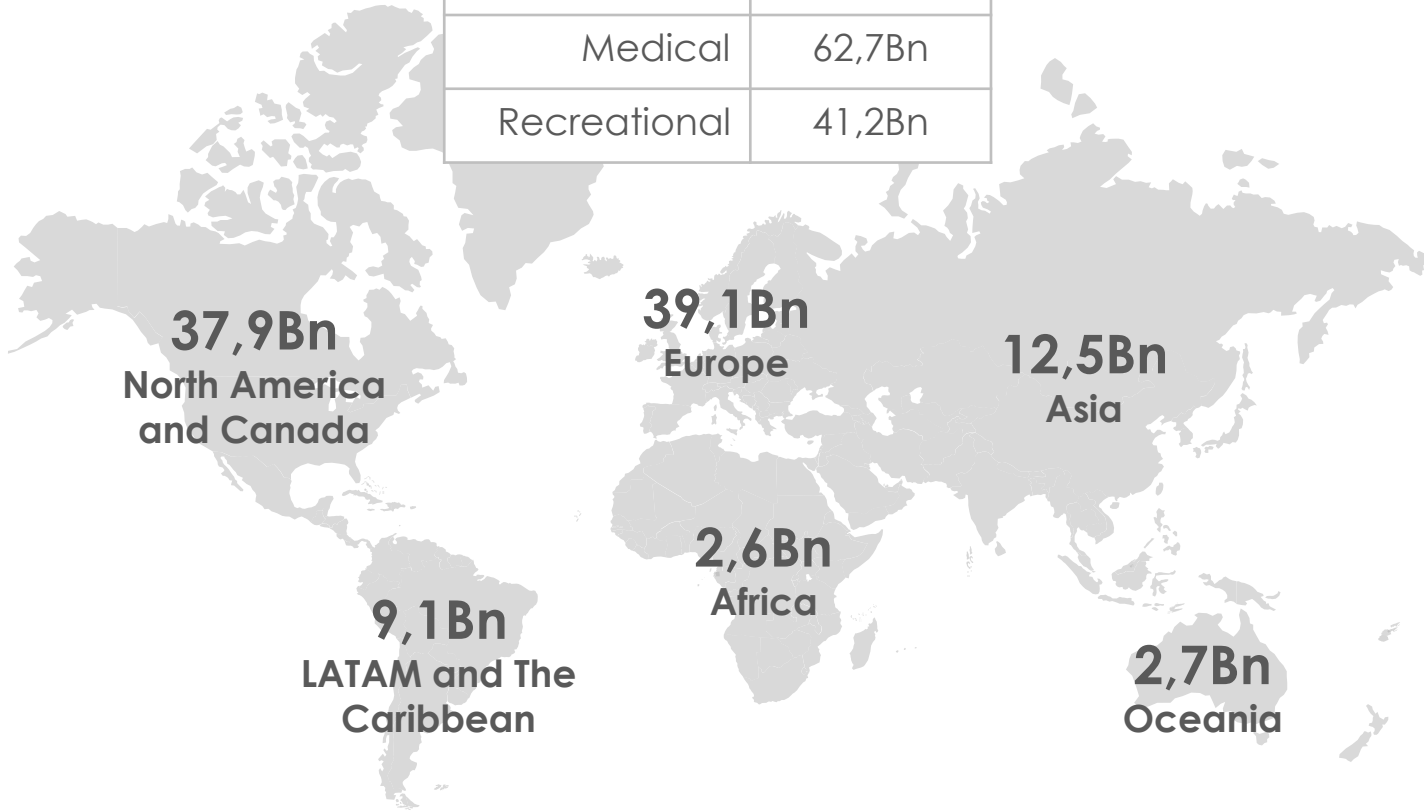 Medical 62,7Bn
Recreational 41,2Bn
37,9Bn
North America
and Canada
39,1Bn
Europe
12,5Bn
Asia
2,6Bn
Africa
9,1Bn
LATAM and The
Caribbean
2,7Bn
Oceania